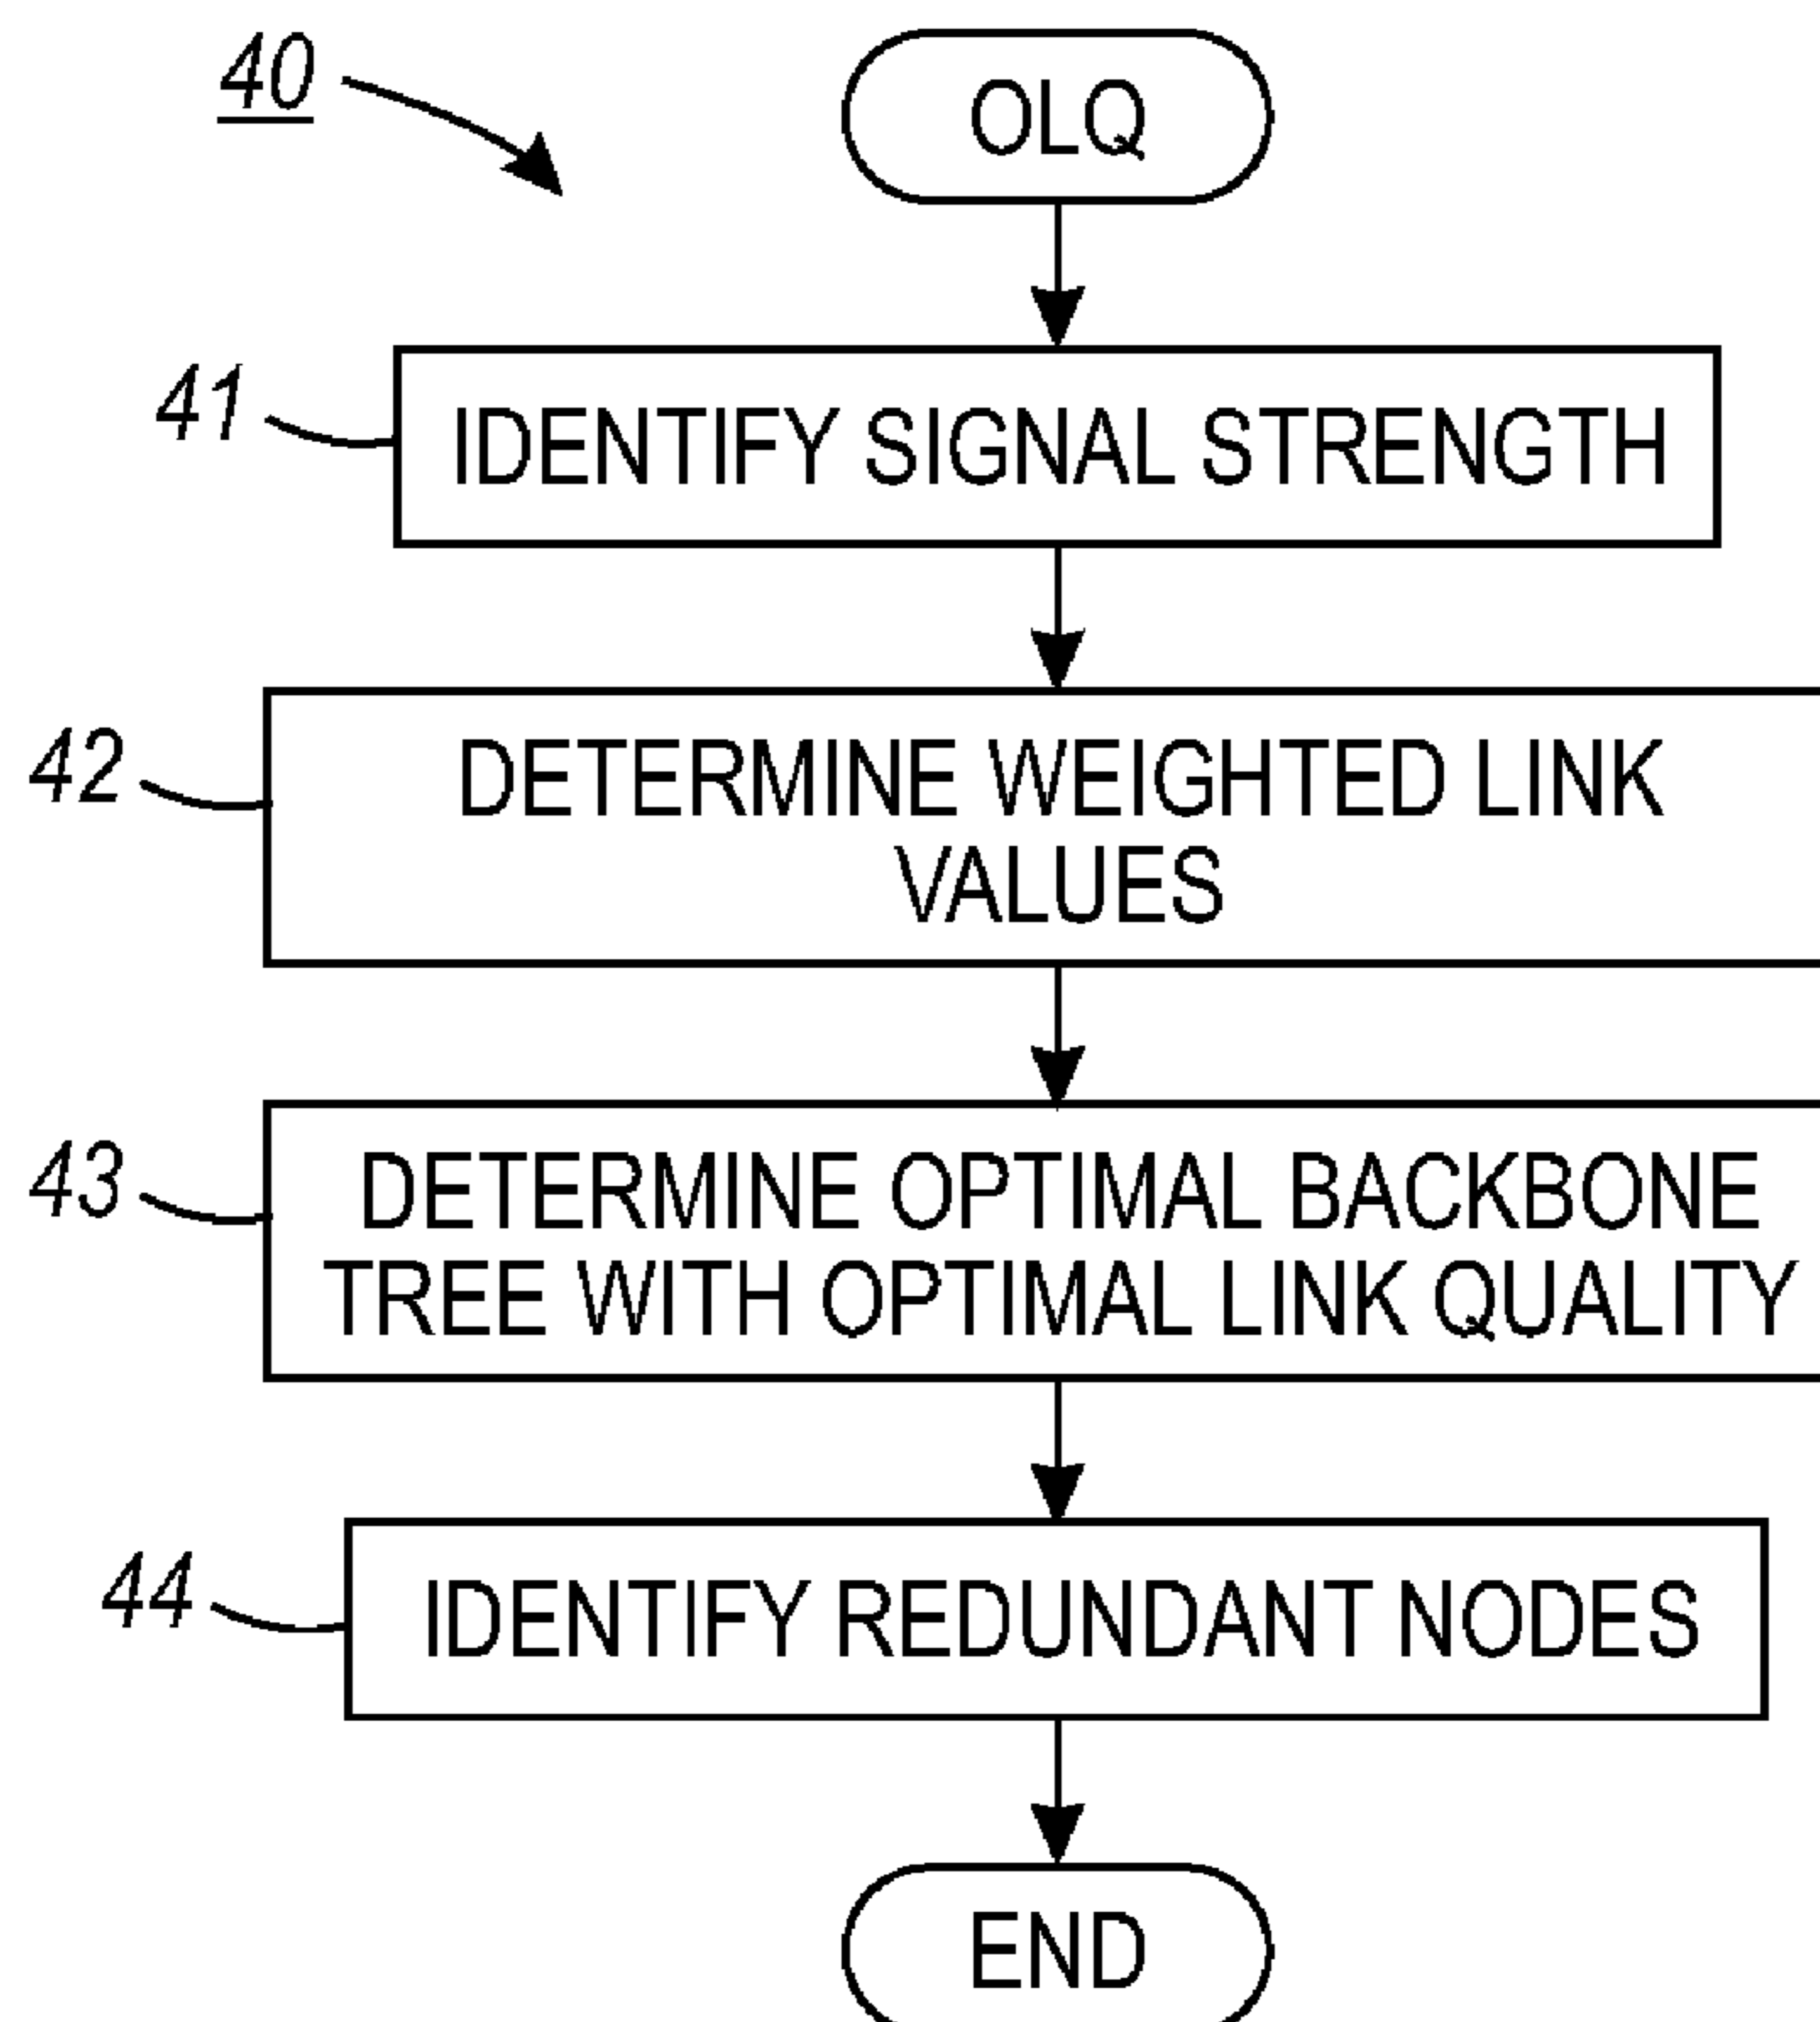 40
OLQ
41
IDENTIFY SIGNAL STRENGTH
42
DETERMINE WEIGHTED LINK
VALUES
43
DETERMINE OPTIMAL BACKBONE
TREE WITH OPTIMAL LINK QUALITY
44
IDENTIFY REDUNDANT NODES
END